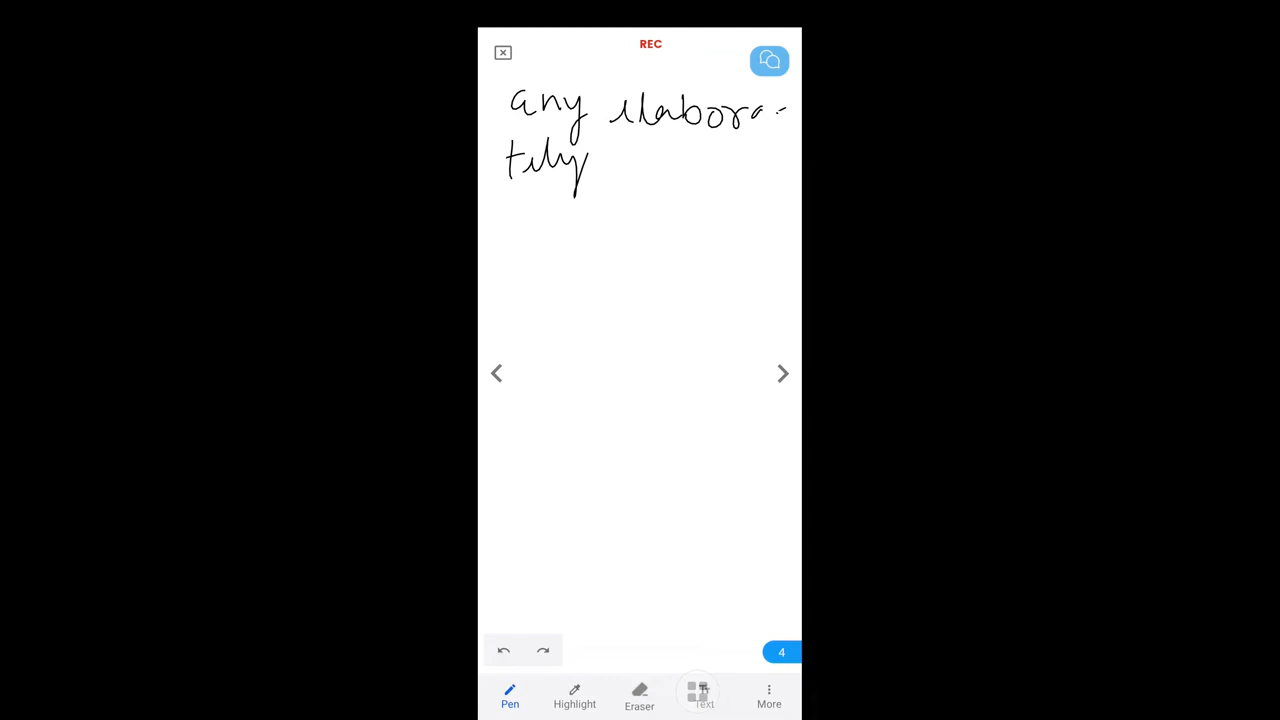 REC
any elabora-
tely
4
Pen
Highlight
Eraser
Text
More